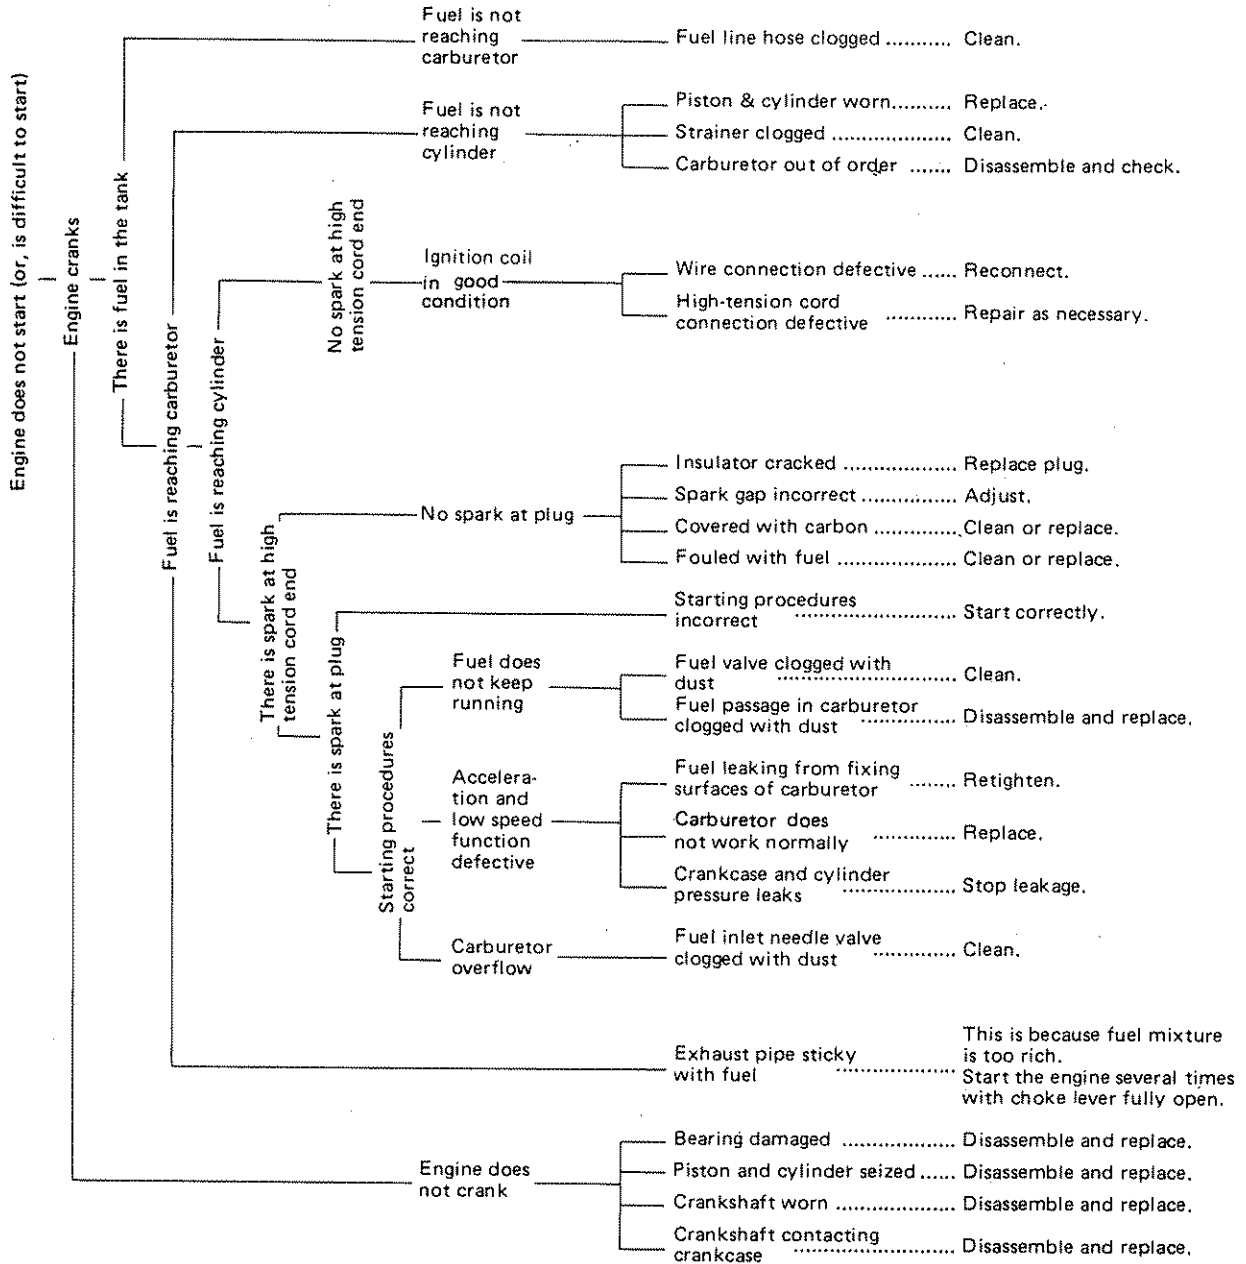 Engine does not start (or, is difficult to start)
Engine cranks
There is fuel in the tank
Fuel is not
reaching
carburetor
Fuel line hose clogged .......... Clean.
Fuel is reaching carburetor
Fuel is not
reaching
cylinder
Piston & cylinder worn.......... Replace.
Strainer clogged .................... Clean.
Carburetor out of order ....... Disassemble and check.
Fuel is reaching cylinder
No spark at high
tension cord end
Ignition coil
in good
condition
Wire connection defective ...... Reconnect.
High-tension cord
connection defective ........... Repair as necessary.
There is spark at high
tension cord end
No spark at plug
Insulator cracked ................... Replace plug.
Spark gap incorrect ................ Adjust.
Covered with carbon .............. Clean or replace.
Fouled with fuel .................... Clean or replace.
There is spark at plug
Starting procedures
incorrect ....................... Start correctly.
Starting procedures
correct
Fuel does
not keep
running
Fuel valve clogged with
dust .............................. Clean.
Fuel passage in carburetor
clogged with dust ............... Disassemble and replace.
Accelera-
tion and
low speed
function
defective
Fuel leaking from fixing
surfaces of carburetor ........ Retighten.
Carburetor does
not work normally .............. Replace.
Crankcase and cylinder
pressure leaks ................... Stop leakage.
Carburetor
overflow
Fuel inlet needle valve
clogged with dust .............. Clean.
Exhaust pipe sticky
with fuel .....................
This is because fuel mixture
is too rich.
Start the engine several times
with choke lever fully open.
Engine does
not crank
Bearing damaged ................... Disassemble and replace.
Piston and cylinder seized ...... Disassemble and replace.
Crankshaft worn .................... Disassemble and replace.
Crankshaft contacting
crankcase ........................... Disassemble and replace.